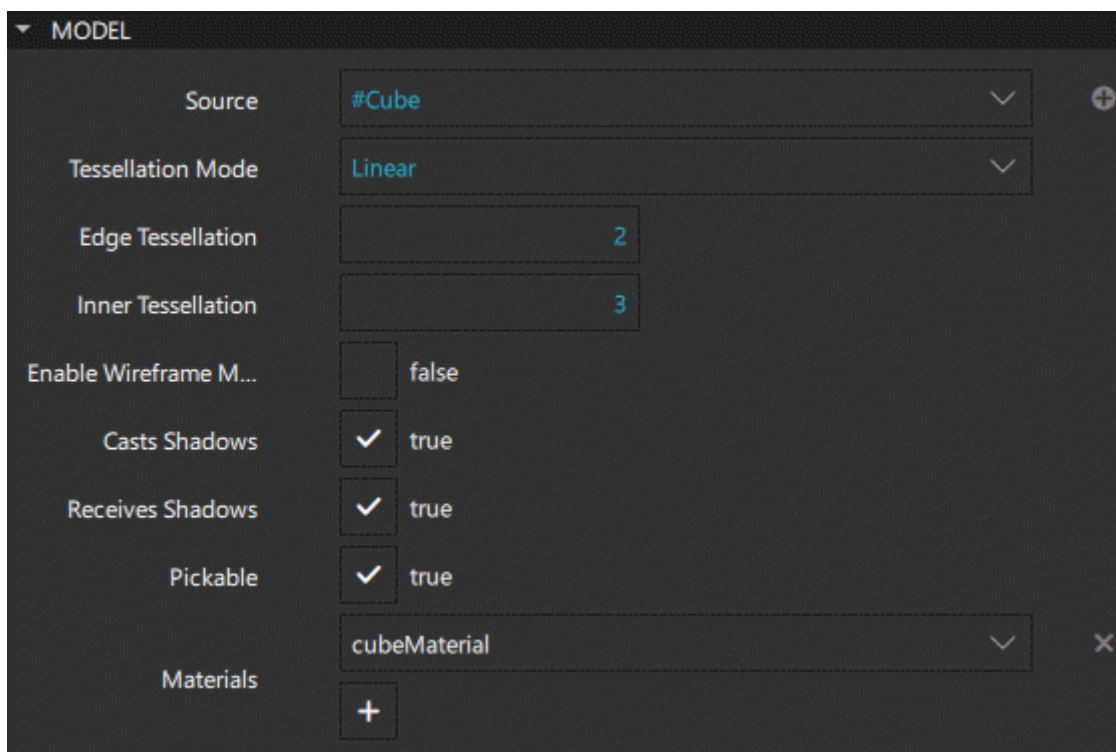 MODEL
Source #Cube
Tessellation Mode Linear
Edge Tessellation 2
Inner Tessellation 3
Enable Wireframe M... false
Casts Shadows true
Receives Shadows true
Pickable true
cubeMaterial
Materials